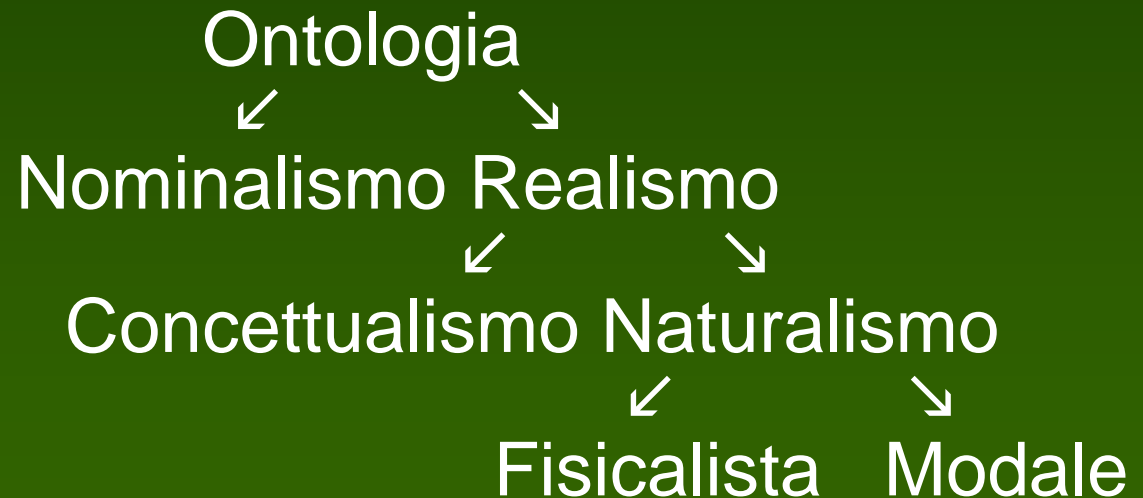 Ontologia
↙ ↘
Nominalismo Realismo
↙ ↘
Concettualismo Naturalismo
↙ ↘
Fisicalista Modale